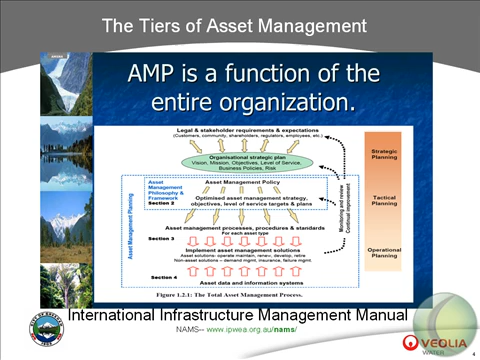 The Tiers of Asset Management
AMP is a function of the
entire organization.
Legal & stakeholder requirements & expectations
(Customers, community, shareholders, regulators, employees, etc.)
Organisational strategic plan
Vision, Mission, Objectives, Level of Service,
Business Policies, Risk
Strategic
Planning
Asset
Management
Philosophy &
Framework
Section 2
Asset Management Policy
Optimised asset management strategy,
objectives, level of service targets & plans
Tactical
Planning
Asset Management Planning
Monitoring and review
Continual improvement
Asset management processes, procedures & standards
For each asset type
Section 3
Implement asset management solutions
Asset solutions: operate maintain, renew, develop, retire
Non-asset solutions – demand mgmt, insurance, failure mgmt.
Operational
Planning
Section 4
Asset data and information systems
Figure 1.2.1: The Total Asset Management Process.
International Infrastructure Management Manual
NAMS-- www.ipwea.org.au/nams/
VEOLIA
WATER
4